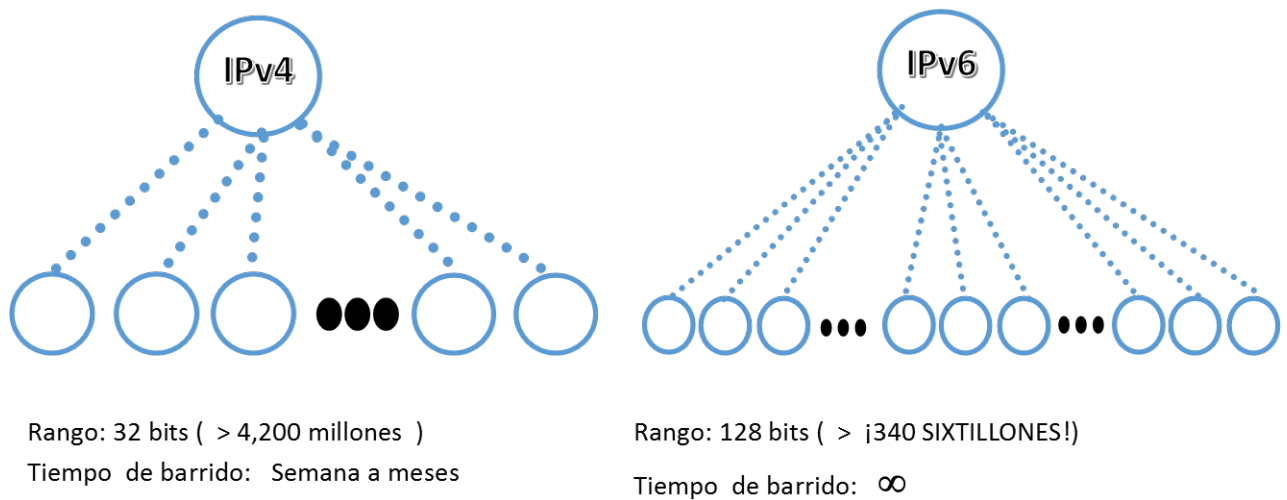 IPv4
Rango: 32 bits ( > 4,200 millones )
Tiempo de barrido: Semana a meses
IPv6
Rango: 128 bits ( > ¡340 SIXTILLONES!)
Tiempo de barrido: ∞